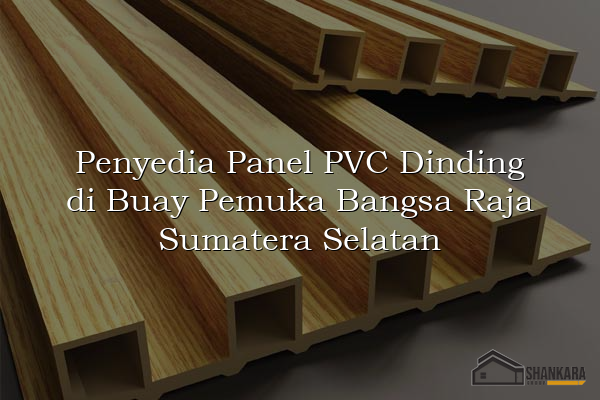 Penyedia Panel PVC Dinding
di Buay Pemuka Bangsa Raja
Sumatera Selatan
SHANKARA